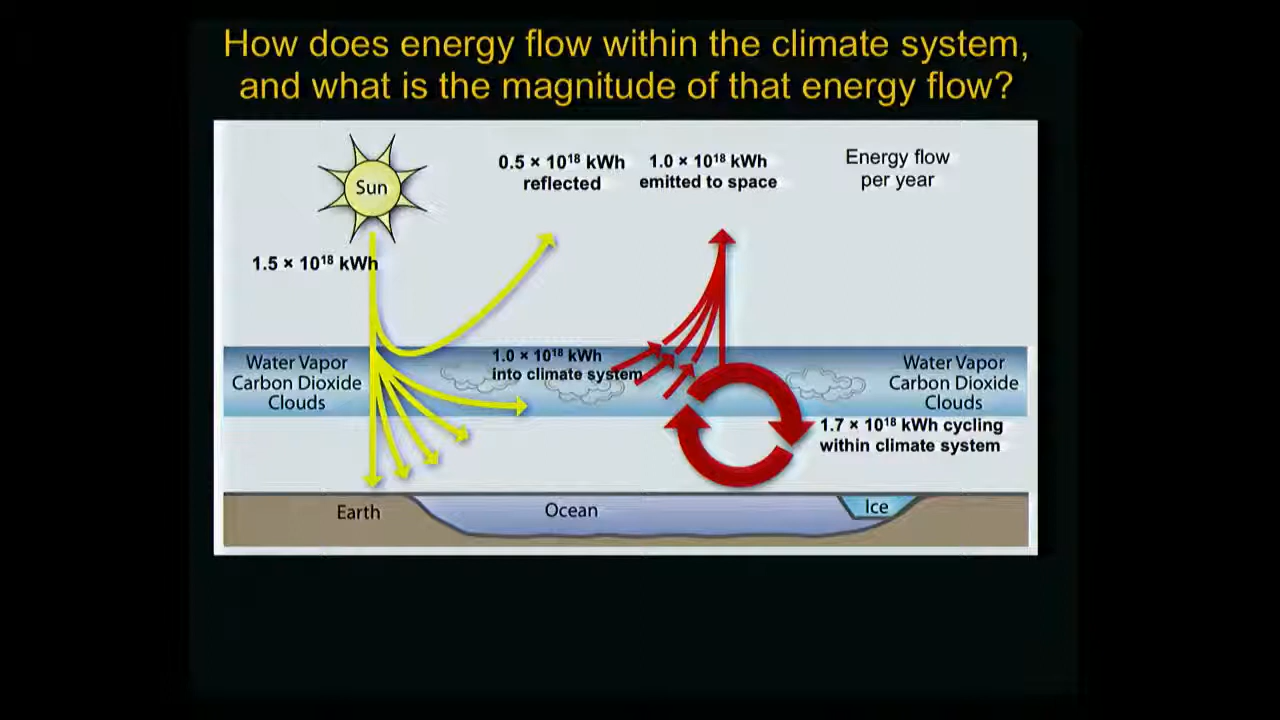 How does energy flow within the climate system,
and what is the magnitude of that energy flow?
Sun
1.5 × 10¹⁸ kWh
0.5 × 10¹⁸ kWh
reflected
1.0 × 10¹⁸ kWh
emitted to space
Energy flow
per year
Water Vapor
Carbon Dioxide
Clouds
1.0 × 10¹⁸ kWh
into climate system
Water Vapor
Carbon Dioxide
Clouds
1.7 × 10¹⁸ kWh cycling
within climate system
Earth
Ocean
Ice